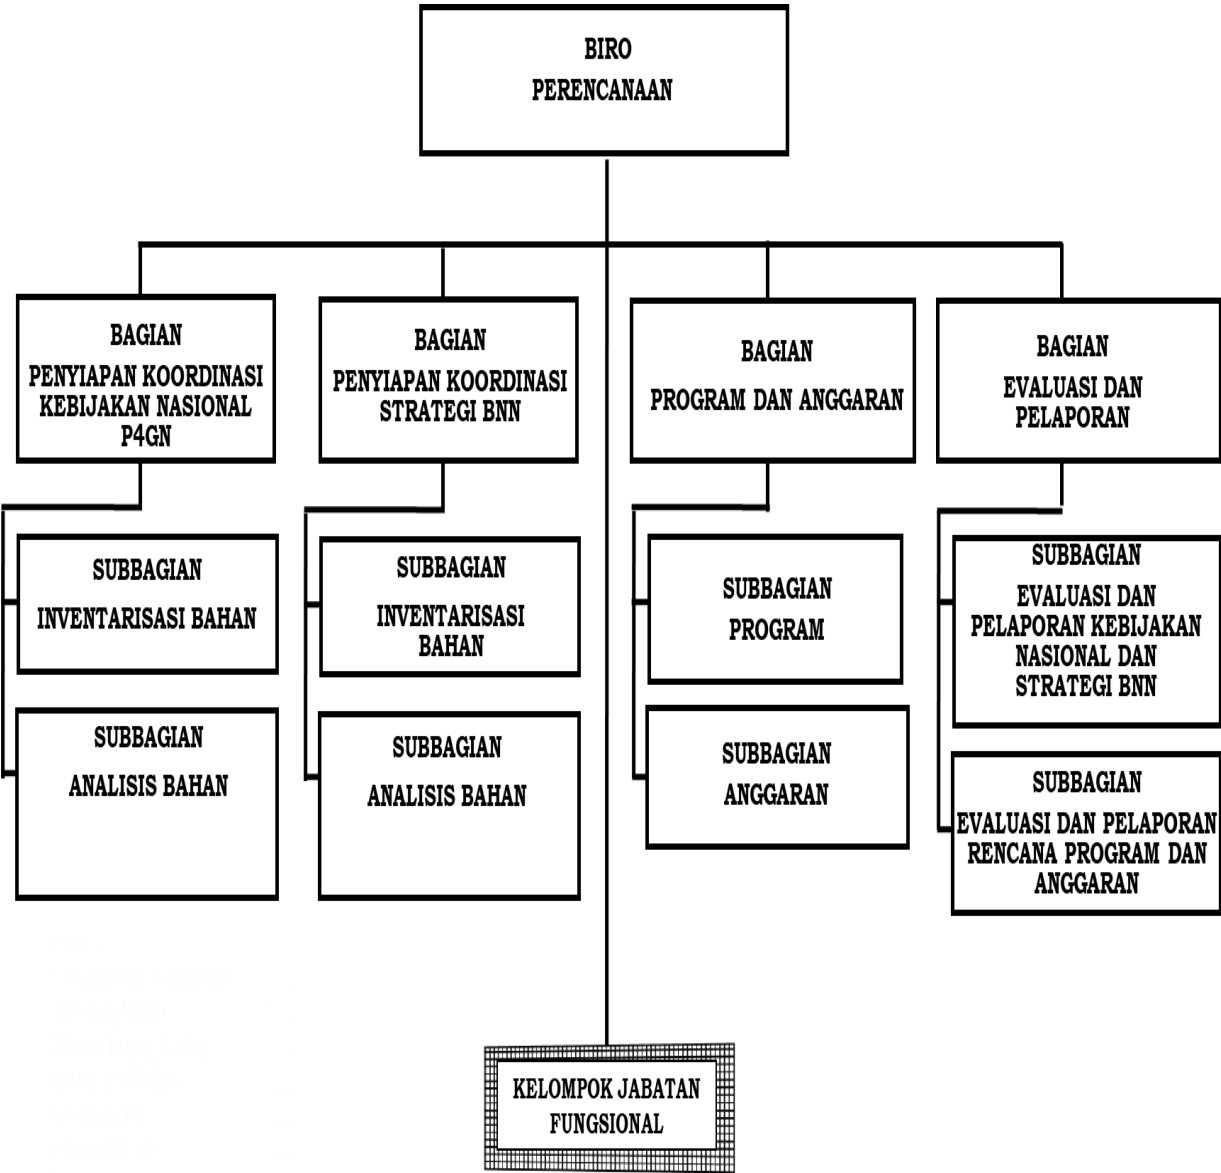 BIRO
PERENCANAAN
BAGIAN
PENYIAPAN KOORDINASI
KEBIJAKAN NASIONAL
P4GN
BAGIAN
PENYIAPAN KOORDINASI
STRATEGI BNN
BAGIAN
PROGRAM DAN ANGGARAN
BAGIAN
EVALUASI DAN
PELAPORAN
SUBBAGIAN
INVENTARISASI BAHAN
SUBBAGIAN
INVENTARISASI
BAHAN
SUBBAGIAN
PROGRAM
SUBBAGIAN
EVALUASI DAN
PELAPORAN KEBIJAKAN
NASIONAL DAN
STRATEGI BNN
SUBBAGIAN
ANALISIS BAHAN
SUBBAGIAN
ANALISIS BAHAN
SUBBAGIAN
ANGGARAN
SUBBAGIAN
EVALUASI DAN PELAPORAN
RENCANA PROGRAM DAN
ANGGARAN
KELOMPOK JABATAN
FUNGSIONAL